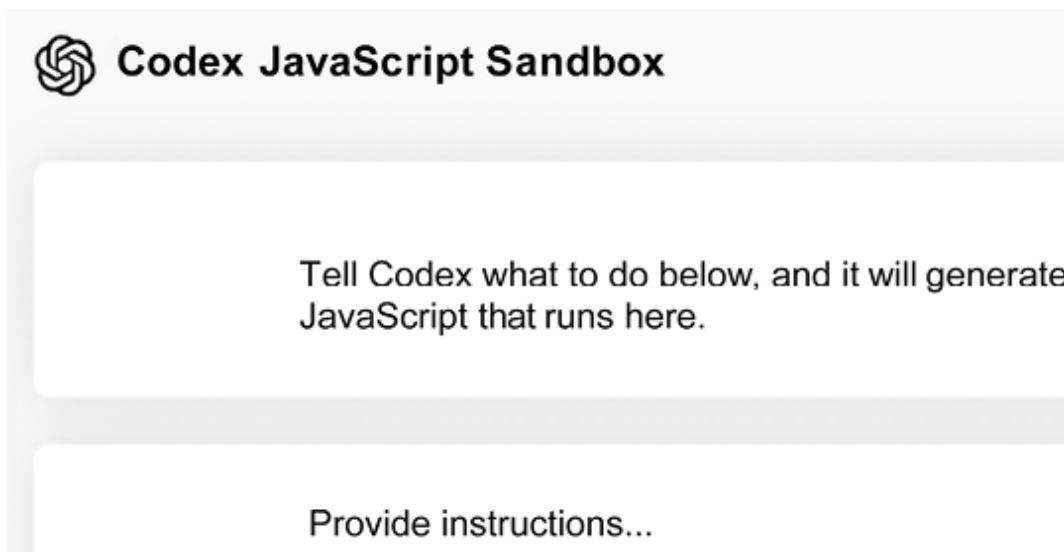 Codex JavaScript Sandbox
Tell Codex what to do below, and it will generate
JavaScript that runs here.
Provide instructions...